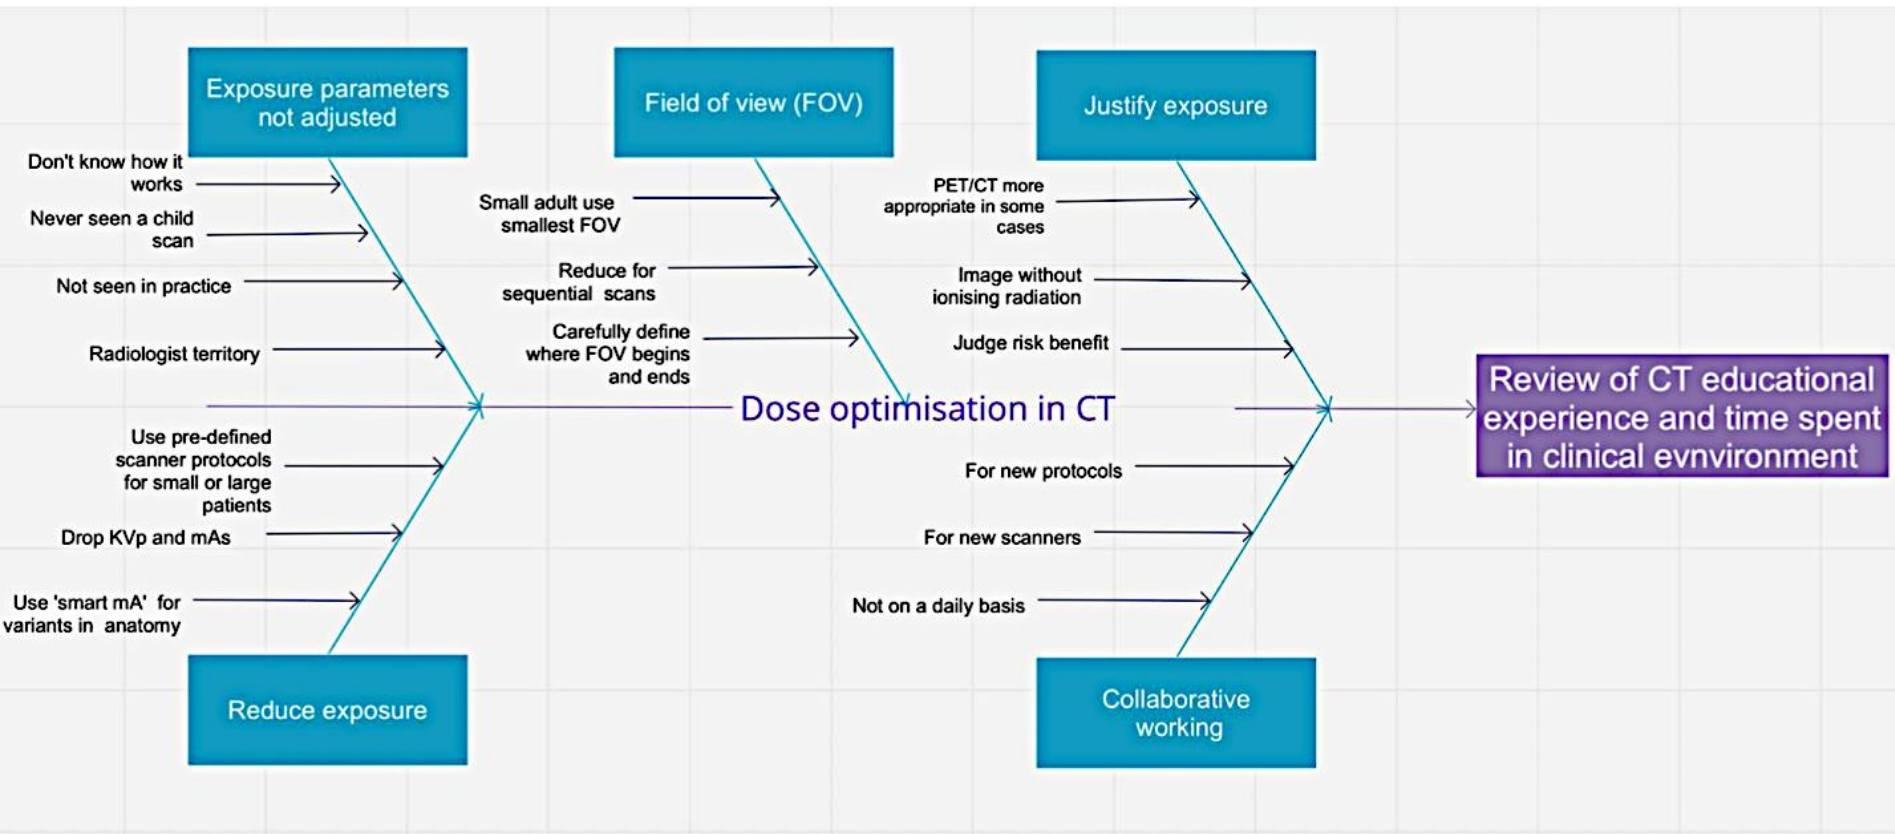 Exposure parameters
not adjusted
Field of view (FOV)
Justify exposure
Don't know how it
works
Never seen a child
scan
Not seen in practice
Radiologist territory
Small adult use
smallest FOV
Reduce for
sequential scans
Carefully define
where FOV begins
and ends
PET/CT more
appropriate in some
cases
Image without
ionising radiation
Judge risk benefit
Dose optimisation in CT
Review of CT educational
experience and time spent
in clinical evnvironment
Use pre-defined
scanner protocols
for small or large
patients
Drop KVp and mAs
Use 'smart mA' for
variants in anatomy
For new protocols
For new scanners
Not on a daily basis
Reduce exposure
Collaborative
working